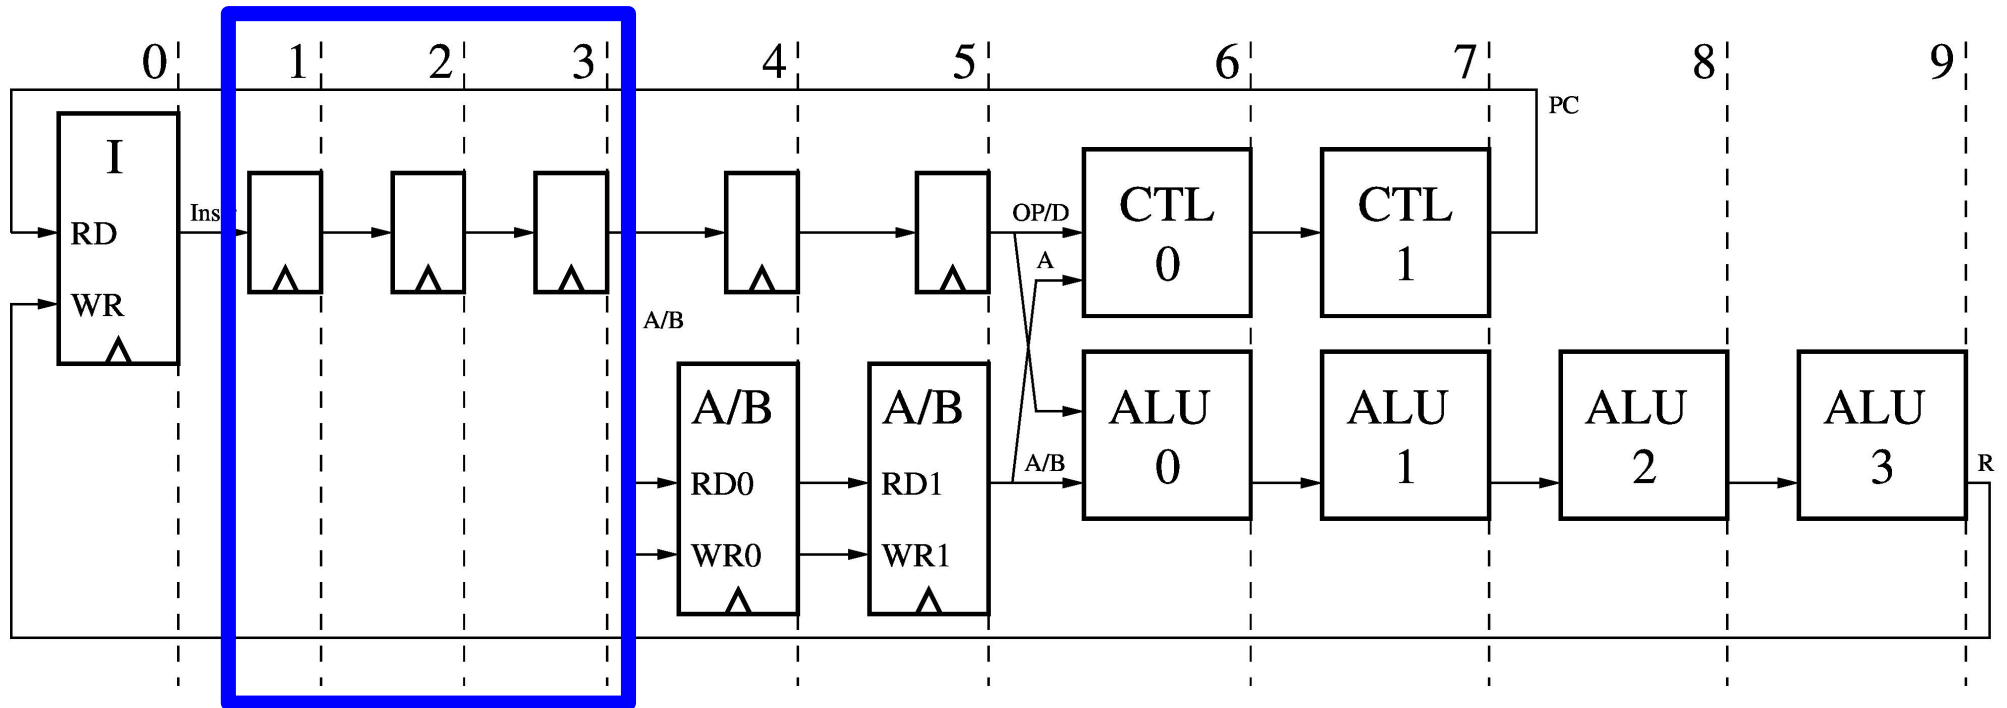 0 1 2 3 4 5 6 7 8 9
PC
I
Ins
RD
WR
OP/D
A
CTL
0
CTL
1
A/B
A/B
RD0
WR0
A/B
RD1
WR1
A/B
ALU
0
ALU
1
ALU
2
ALU
3
R